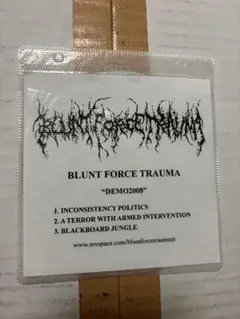 BLUNT FORCE TRAUMA
BLUNT FORCE TRAUMA
"DEMO2008"
1. INCONSISTENCY POLITICS
2. A TERROR WITH ARMED INTERVENTION
3. BLACKBOARD JUNGLE
www.myspace.com/bluntforcetraumajp